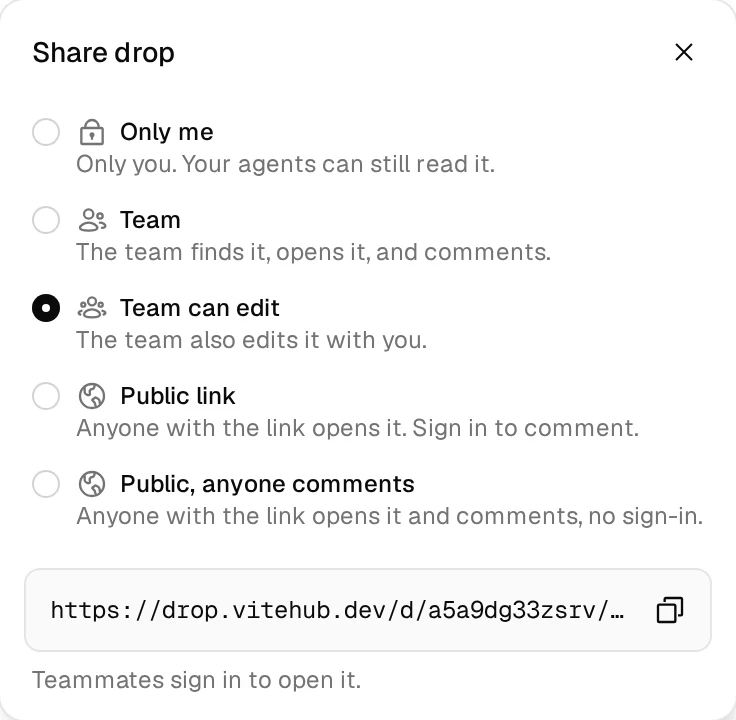 Share drop
Only me
Only you. Your agents can still read it.
Team
The team finds it, opens it, and comments.
Team can edit
The team also edits it with you.
Public link
Anyone with the link opens it. Sign in to comment.
Public, anyone comments
Anyone with the link opens it and comments, no sign-in.
https://drop.vitehub.dev/d/a5a9dg33zsrv/…
Teammates sign in to open it.